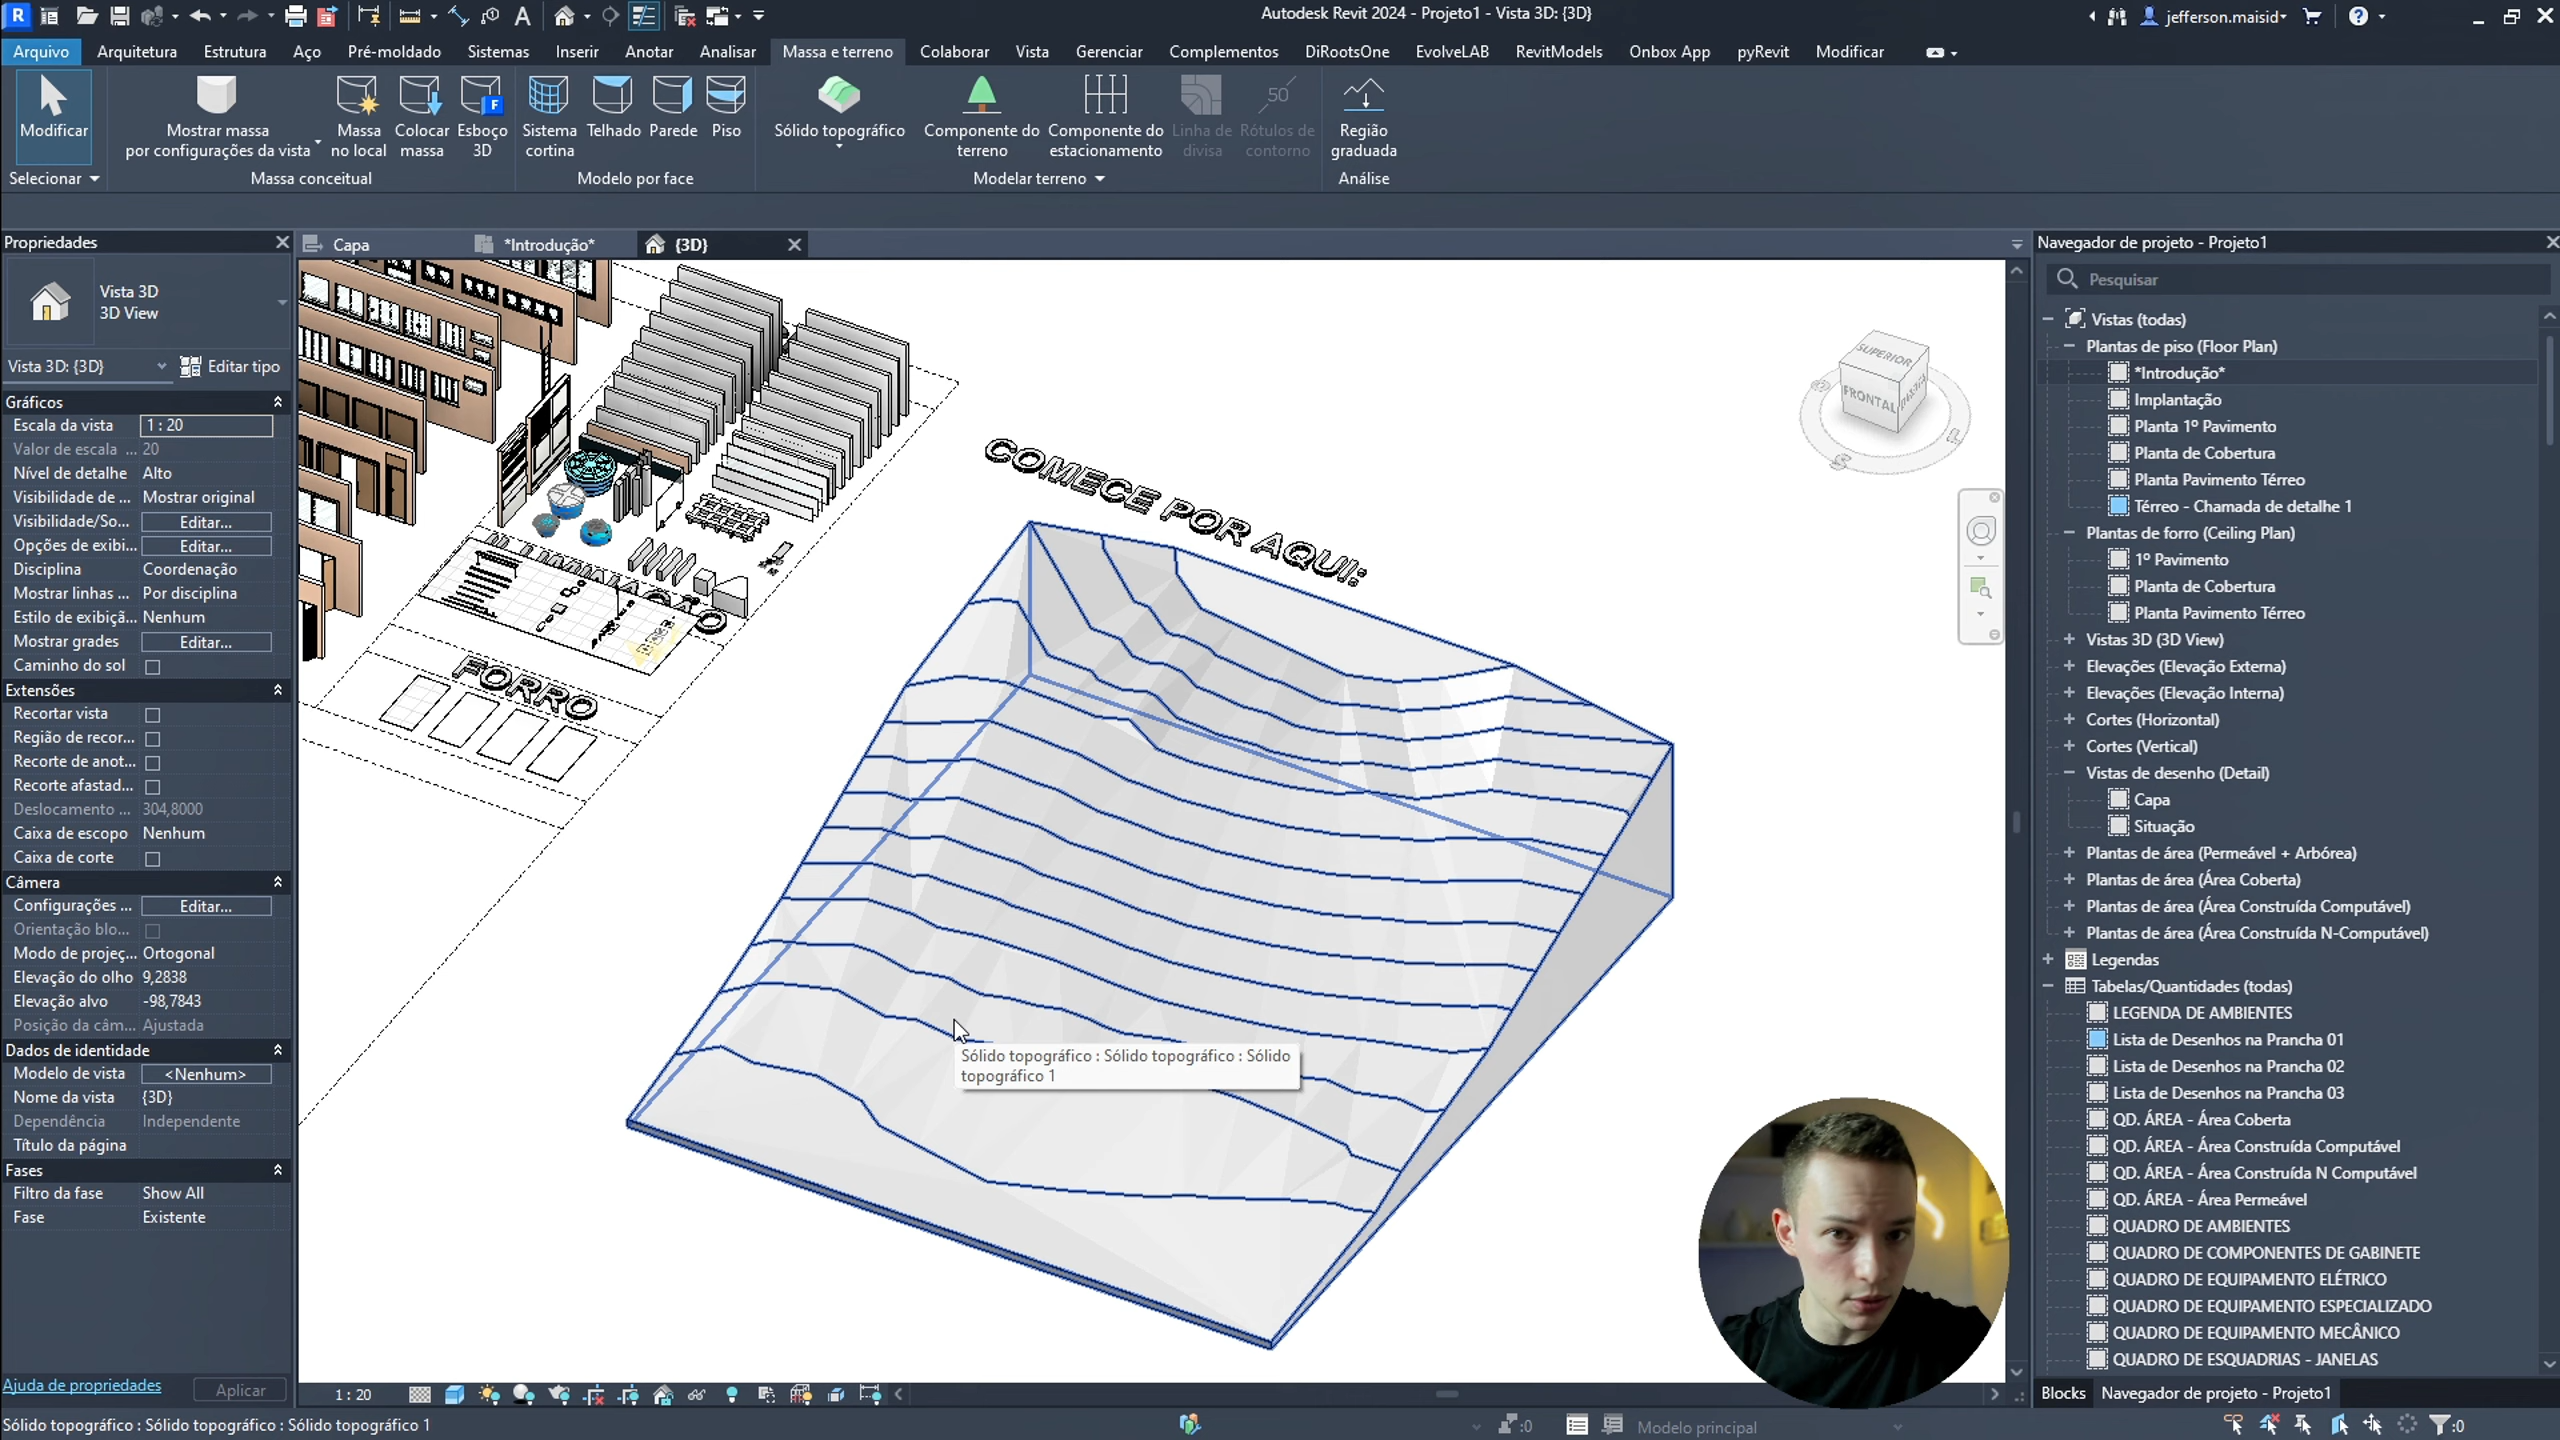 Autodesk Revit 2024 - Projeto1 - Vista 3D: {3D}
jefferson.maisid
Arquivo Arquitetura Estrutura Aço Pré-moldado Sistemas Inserir Anotar Analisar Massa e terreno Colaborar Vista Gerenciar Complementos DiRootsOne EvolveLAB RevitModels Onbox App pyRevit Modificar
Modificar
Mostrar massa
por configurações da vista
Massa
no local
Colocar
massa
Esboço
3D
Sistema
cortina
Telhado
Parede
Piso
Sólido topográfico
Componente do
terreno
Componente do
estacionamento
Linha de
divisa
50
Rótulos de
contorno
Região
graduada
Selecionar
Massa conceitual
Modelo por face
Modelar terreno
Análise
Propriedades
Vista 3D
3D View
Vista 3D: {3D} Editar tipo
Gráficos
Escala da vista 1 : 20
Valor de escala ... 20
Nível de detalhe Alto
Visibilidade de ... Mostrar original
Visibilidade/So... Editar...
Opções de exibi... Editar...
Disciplina Coordenação
Mostrar linhas ... Por disciplina
Estilo de exibiçã... Nenhum
Mostrar grades Editar...
Caminho do sol
Extensões
Recortar vista
Região de recor...
Recorte de anot...
Recorte afastad...
Deslocamento ... 304,8000
Caixa de escopo Nenhum
Caixa de corte
Câmera
Configurações ... Editar...
Orientação blo...
Modo de projeç... Ortogonal
Elevação do olho 9,2838
Elevação alvo -98,7843
Posição da câm... Ajustada
Dados de identidade
Modelo de vista <Nenhum>
Nome da vista {3D}
Dependência Independente
Título da página
Fases
Filtro da fase Show All
Fase Existente
Ajuda de propriedades Aplicar
Capa *Introdução* {3D}
COMECE POR AQUI:
FORRO
SUPERIOR
FRONTAL
Sólido topográfico : Sólido topográfico : Sólido
topográfico 1
1 : 20
Navegador de projeto - Projeto1
Pesquisar
Vistas (todas)
Plantas de piso (Floor Plan)
*Introdução*
Implantação
Planta 1º Pavimento
Planta de Cobertura
Planta Pavimento Térreo
Térreo - Chamada de detalhe 1
Plantas de forro (Ceiling Plan)
1º Pavimento
Planta de Cobertura
Planta Pavimento Térreo
Vistas 3D (3D View)
Elevações (Elevação Externa)
Elevações (Elevação Interna)
Cortes (Horizontal)
Cortes (Vertical)
Vistas de desenho (Detail)
Capa
Situação
Plantas de área (Permeável + Arbórea)
Plantas de área (Área Coberta)
Plantas de área (Área Construída Computável)
Plantas de área (Área Construída N-Computável)
Legendas
Tabelas/Quantidades (todas)
LEGENDA DE AMBIENTES
Lista de Desenhos na Prancha 01
Lista de Desenhos na Prancha 02
Lista de Desenhos na Prancha 03
QD. ÁREA - Área Coberta
QD. ÁREA - Área Construída Computável
QD. ÁREA - Área Construída N Computável
QD. ÁREA - Área Permeável
QUADRO DE AMBIENTES
QUADRO DE COMPONENTES DE GABINETE
QUADRO DE EQUIPAMENTO ELÉTRICO
QUADRO DE EQUIPAMENTO ESPECIALIZADO
QUADRO DE EQUIPAMENTO MECÂNICO
QUADRO DE ESQUADRIAS - JANELAS
Blocks Navegador de projeto - Projeto1
Sólido topográfico : Sólido topográfico : Sólido topográfico 1
:0
Modelo principal
:0